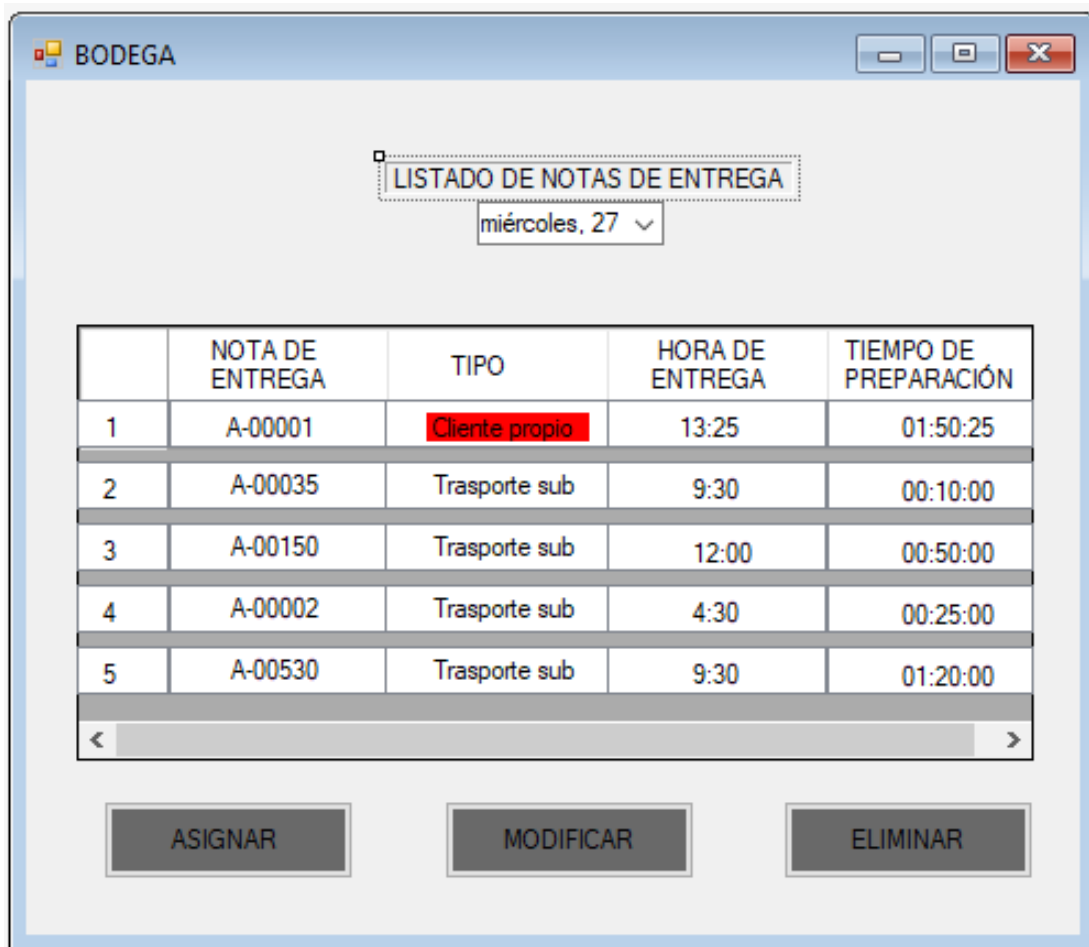 BODEGA
LISTADO DE NOTAS DE ENTREGA
miércoles, 27
NOTA DE ENTREGA TIPO HORA DE ENTREGA TIEMPO DE PREPARACIÓN
1 A-00001 Cliente propio 13:25 01:50:25
2 A-00035 Trasporte sub 9:30 00:10:00
3 A-00150 Trasporte sub 12:00 00:50:00
4 A-00002 Trasporte sub 4:30 00:25:00
5 A-00530 Trasporte sub 9:30 01:20:00
ASIGNAR MODIFICAR ELIMINAR